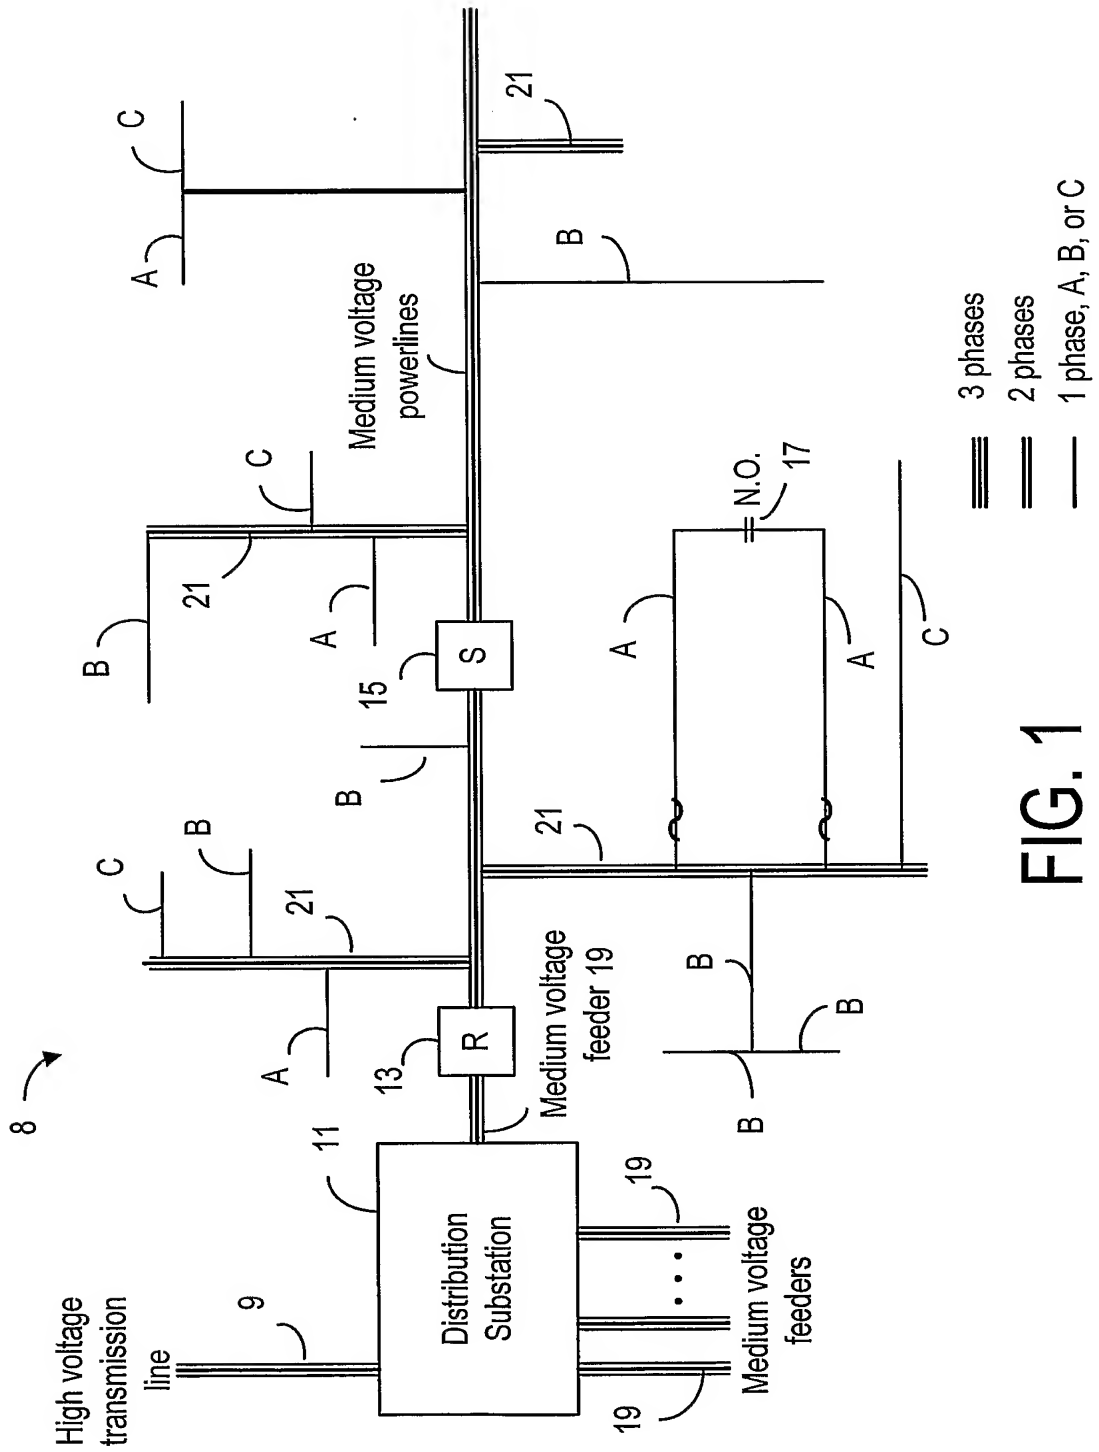 8
High voltage
transmission
line
9
11
Distribution
Substation
19
19
Medium voltage
feeders
Medium voltage
feeder 19
13
R
A
21
B
C
B
15
S
A
21
B
C
Medium voltage
powerlines
A
C
21
B
21
A
N.O.
17
A
C
B
B
B
3 phases
2 phases
1 phase, A, B, or C
FIG. 1